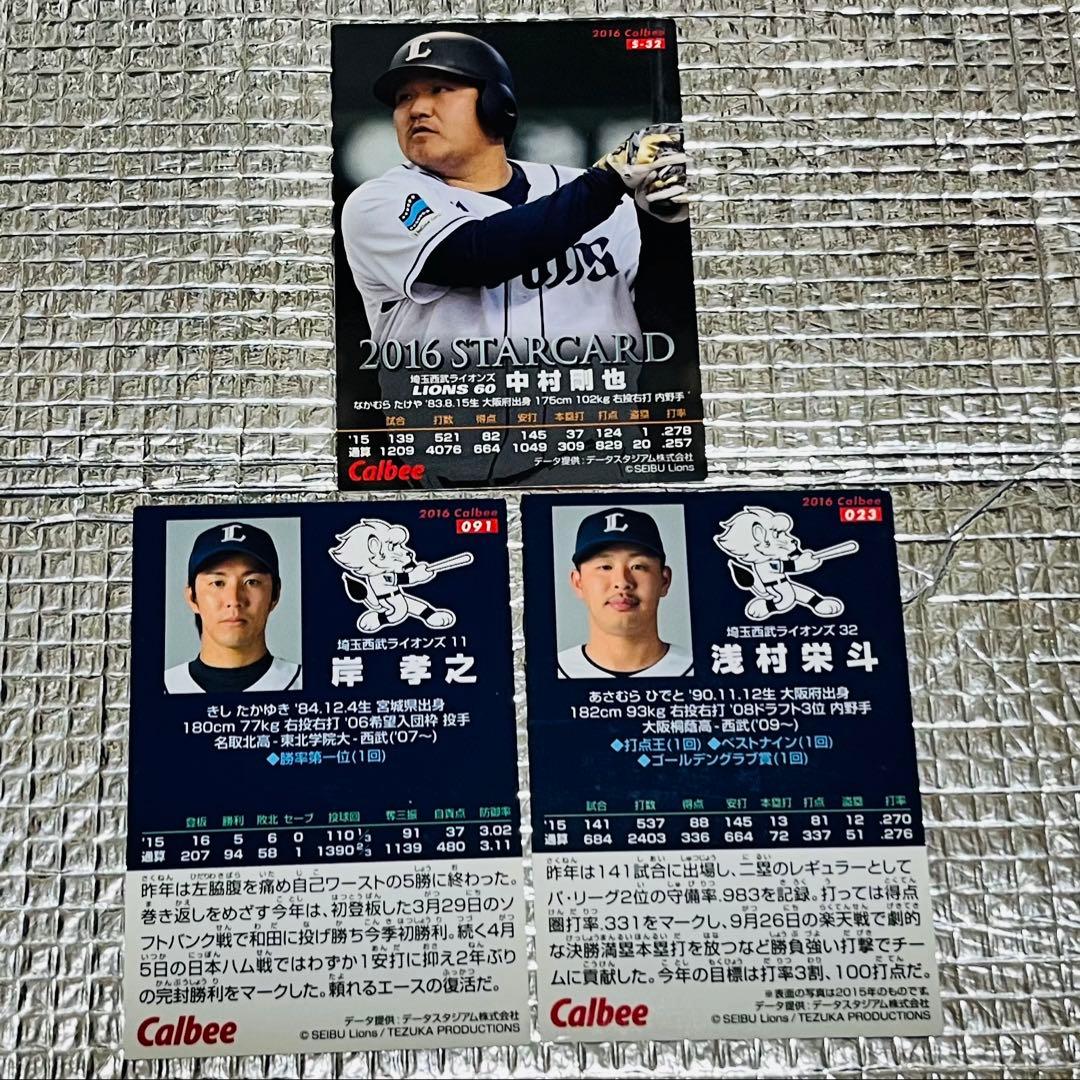 2016 Calbee
S-32
L
2016 STARCARD
埼玉西武ライオンズ
LIONS 60 中村剛也
なかむら たけや '83.8.15生 大阪府出身 175cm 102kg 右投右打 内野手
試合 打数 得点 安打 本塁打 打点 盗塁 打率
'15 139 521 82 145 37 124 1 .278
通算 1209 4076 664 1049 309 829 20 .257
データ提供:データスタジアム株式会社
Calbee
©SEIBU Lions
2016 Calbee
091
L
埼玉西武ライオンズ 11
岸 孝之
きし たかゆき '84.12.4生 宮城県出身
180cm 77kg 右投右打 '06希望入団枠 投手
名取北高-東北学院大-西武('07〜)
◆勝率第一位(1回)
登板 勝利 敗北 セーブ 投球回 奪三振 自責点 防御率
'15 16 5 6 0 110 1/3 91 37 3.02
通算 207 94 58 1 1390 2/3 1139 480 3.11
昨年は左脇腹を痛め自己ワーストの5勝に終わった。
巻き返しをめざす今年は、初登板した3月29日のソ
フトバンク戦で和田に投げ勝ち今季初勝利。続く4月
5日の日本ハム戦ではわずか1安打に抑え2年ぶり
の完封勝利をマークした。頼れるエースの復活だ。
データ提供:データスタジアム株式会社
Calbee
©SEIBU Lions / TEZUKA PRODUCTIONS
2016 Calbee
023
L
埼玉西武ライオンズ 32
浅村栄斗
あさむら ひでと '90.11.12生 大阪府出身
182cm 93kg 右投右打 '08ドラフト3位 内野手
大阪桐蔭高-西武('09〜)
◆打点王(1回) ◆ベストナイン(1回)
◆ゴールデングラブ賞(1回)
試合 打数 得点 安打 本塁打 打点 盗塁 打率
'15 141 537 88 145 13 81 12 .270
通算 684 2403 336 664 72 337 51 .276
昨年は141試合に出場し、二塁のレギュラーとして
パ・リーグ2位の守備率.983を記録。打っては得点
圏打率.331をマークし、9月26日の楽天戦で劇的
な決勝満塁本塁打を放つなど勝負強い打撃でチー
ムに貢献した。今年の目標は打率3割、100打点だ。
※表面の写真は2015年のものです。
データ提供:データスタジアム株式会社
Calbee
©SEIBU Lions / TEZUKA PRODUCTIONS